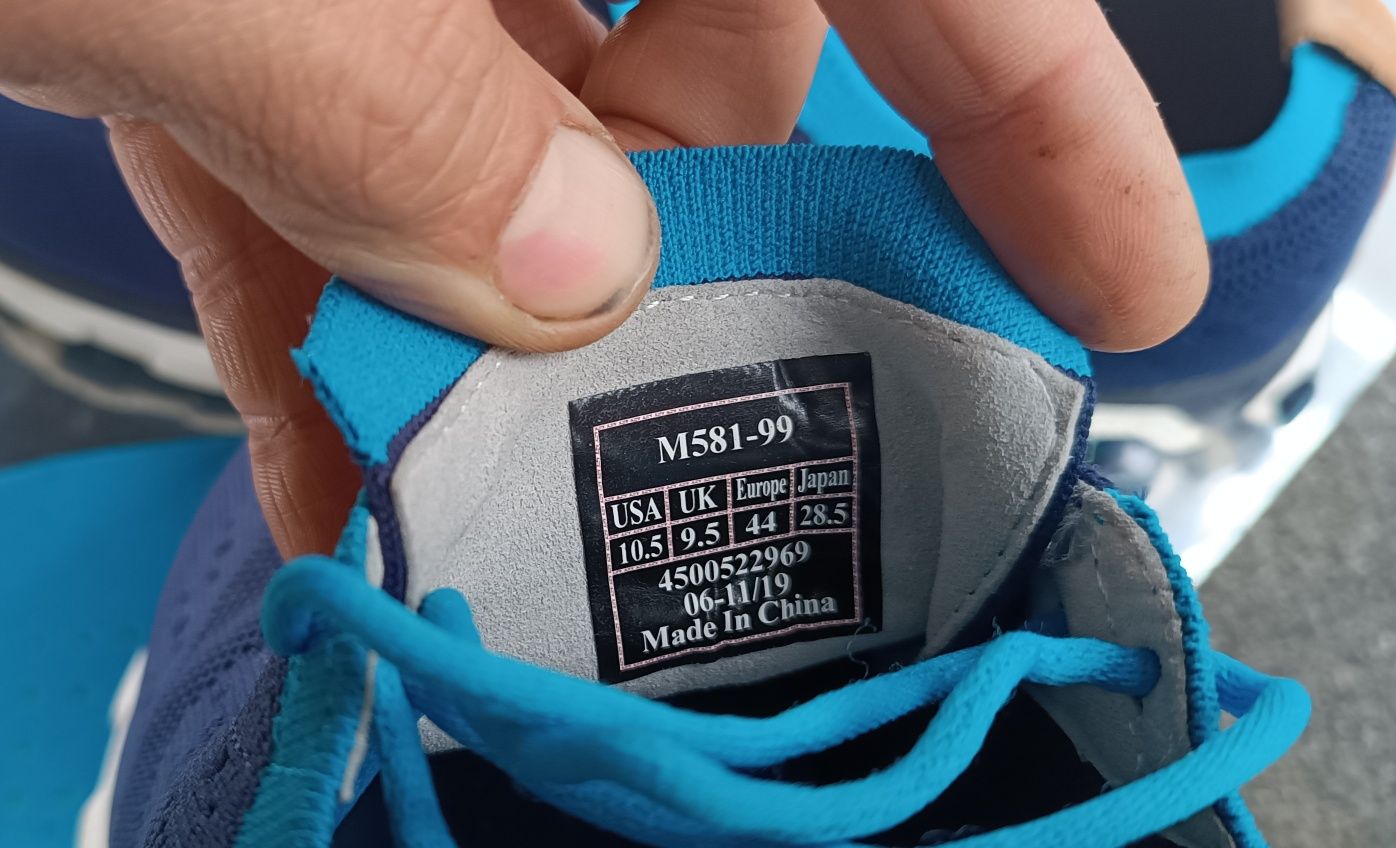 M581-99
USA UK Europe Japan
10.5 9.5 44 28.5
4500522969
06-11/19
Made In China